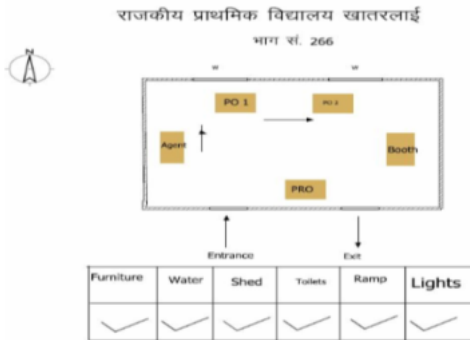 राजकीय प्राथमिक विद्यालय खातरलाई
भाग सं. 266
N
W W
PO 1 PO 2
Agent Booth
PRO
Entrance Exit
Furniture Water Shed Toilets Ramp Lights